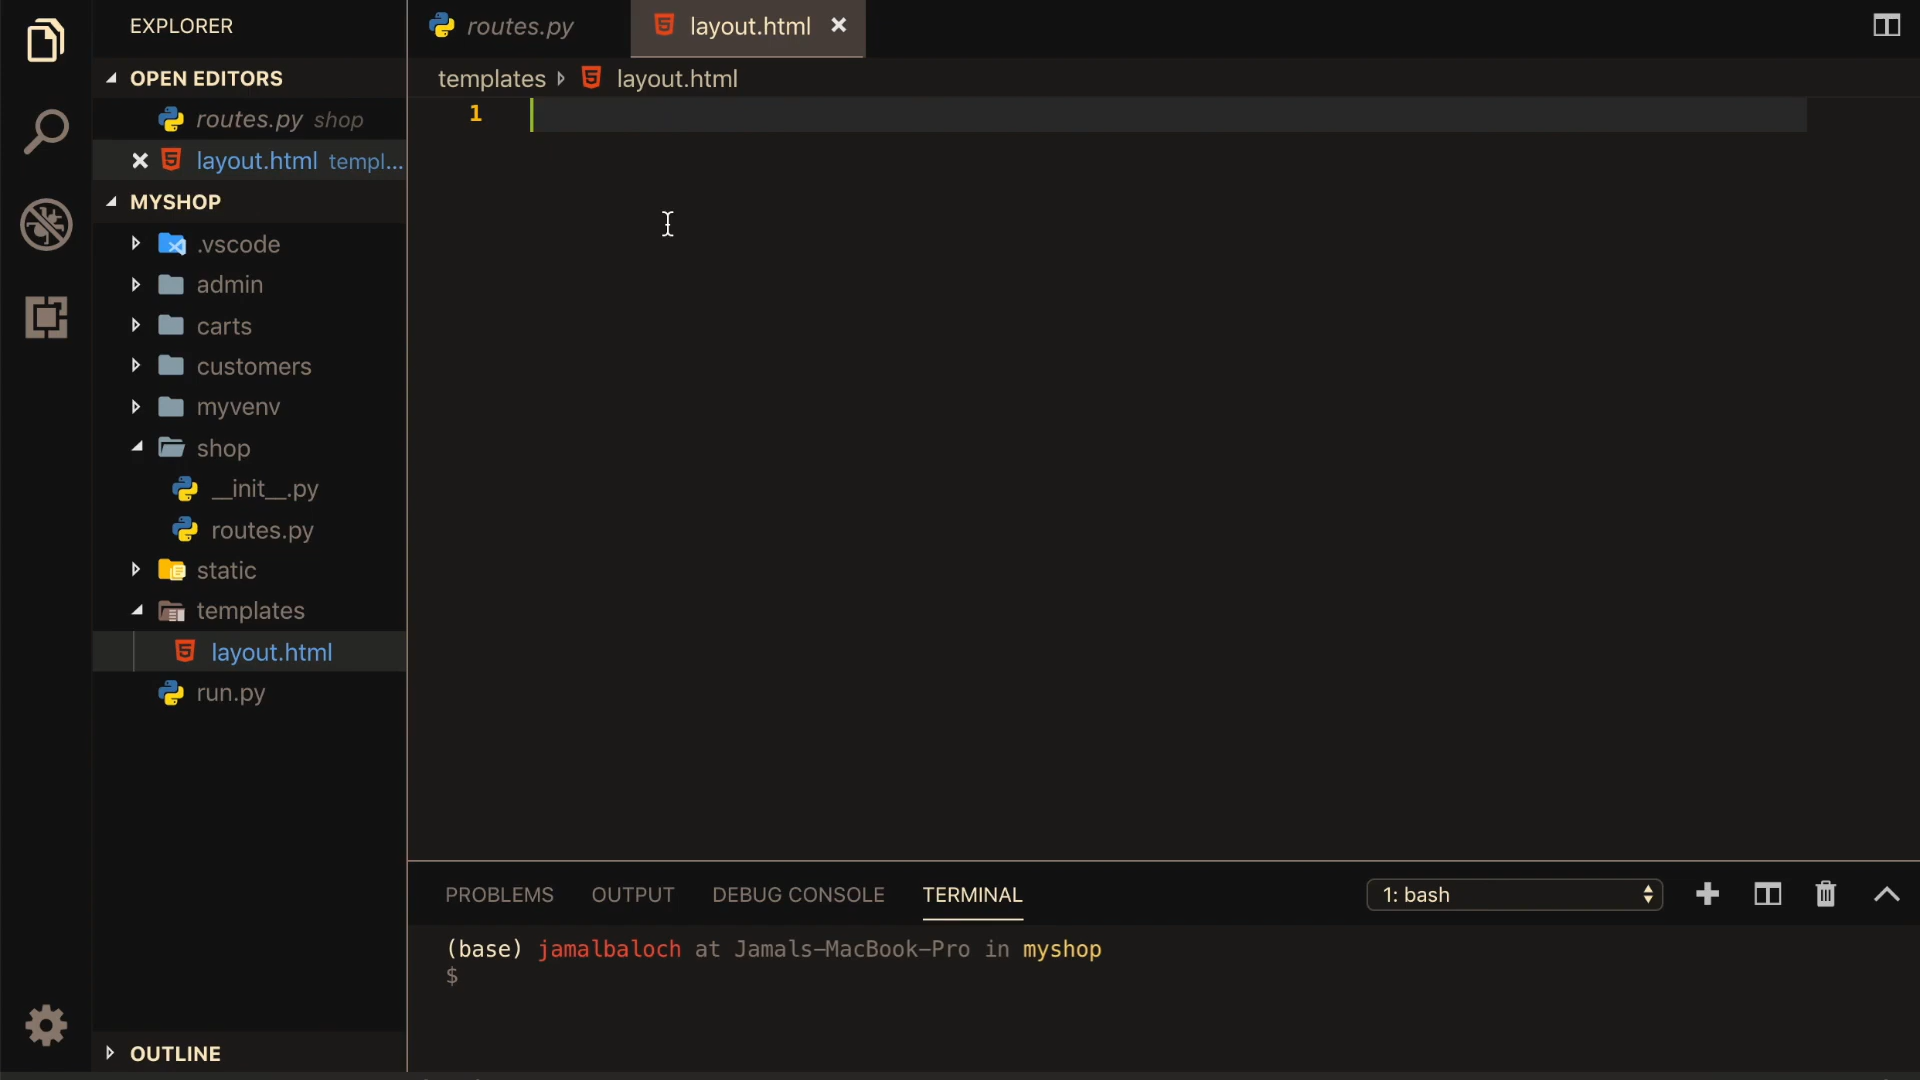 EXPLORER
OPEN EDITORS
routes.py shop
layout.html templ...
MYSHOP
.vscode
admin
carts
customers
myvenv
shop
__init__.py
routes.py
static
templates
layout.html
run.py
OUTLINE
routes.py
layout.html
templates layout.html
1
PROBLEMS OUTPUT DEBUG CONSOLE TERMINAL 1: bash
(base) jamalbaloch at Jamals-MacBook-Pro in myshop
$